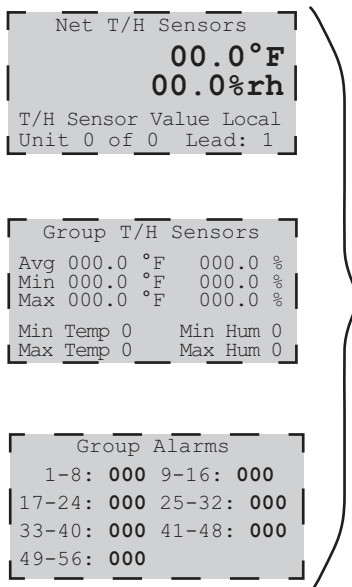 Net T/H Sensors
00.0°F
00.0%rh
T/H Sensor Value Local
Unit 0 of 0 Lead: 1
Group T/H Sensors
Avg 000.0 °F 000.0 %
Min 000.0 °F 000.0 %
Max 000.0 °F 000.0 %
Min Temp 0 Min Hum 0
Max Temp 0 Max Hum 0
Group Alarms
1-8: 000 9-16: 000
17-24: 000 25-32: 000
33-40: 000 41-48: 000
49-56: 000